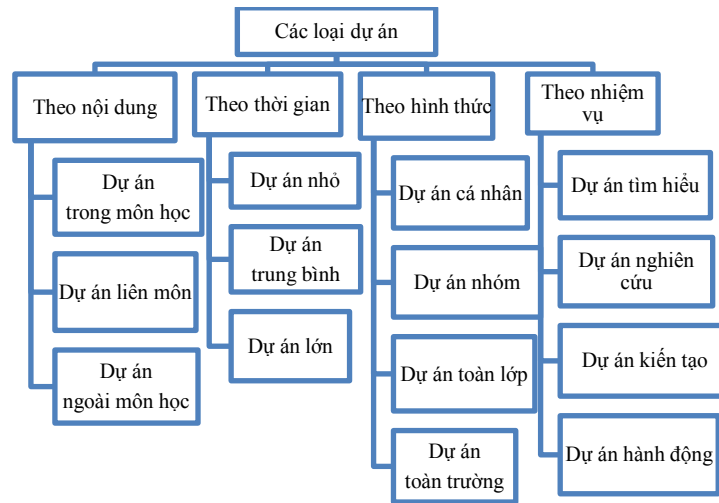 Các loại dự án
Theo nội dung
Dự án
trong môn học
Dự án liên môn
Dự án
ngoài môn học
Theo thời gian
Dự án nhỏ
Dự án
trung bình
Dự án lớn
Theo hình thức
Dự án cá nhân
Dự án nhóm
Dự án toàn lớp
Dự án
toàn trường
Theo nhiệm
vụ
Dự án tìm hiểu
Dự án nghiên
cứu
Dự án kiến tạo
Dự án hành động